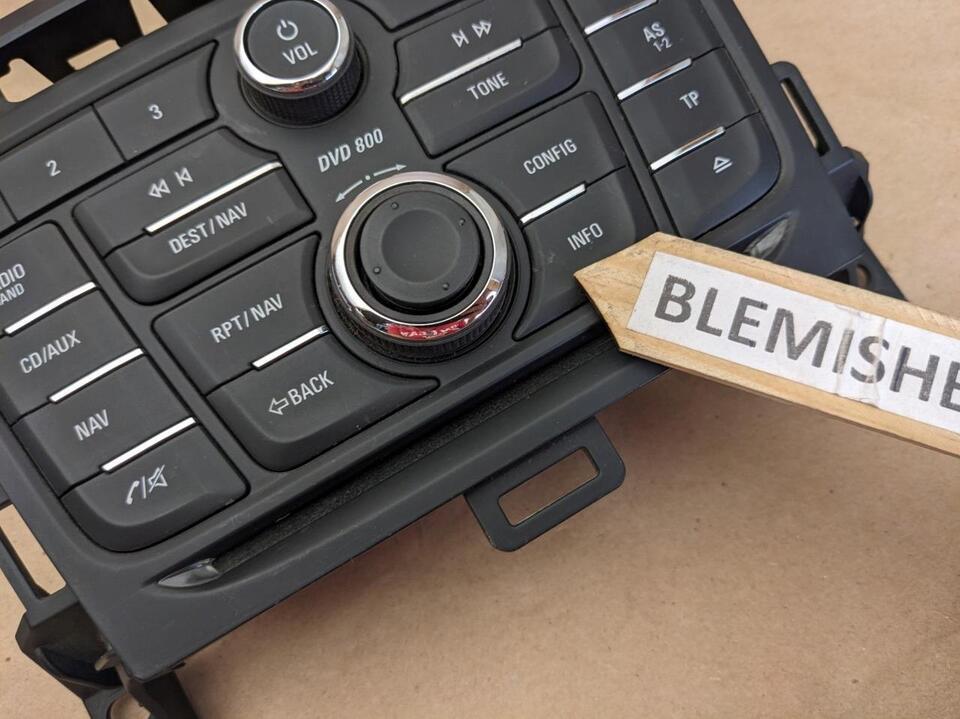 VOL
TONE
AS
1-2
TP
3
2
DVD 800
CONFIG
INFO
DEST/NAV
RPT/NAV
BACK
CD/AUX
NAV
BLEMISHE